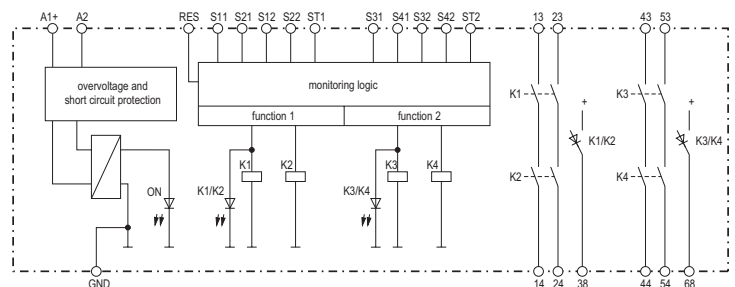 A1+ A2 RES S11 S21 S12 S22 ST1 S31 S41 S32 S42 ST2 13 23 43 53
overvoltage and
short circuit protection
monitoring logic
function 1 function 2
K1 K3
+ +
K1/K2 K3/K4
K1 K2 K3 K4
ON K1/K2 K3/K4
K2 K4
GND 14 24 38 44 54 68